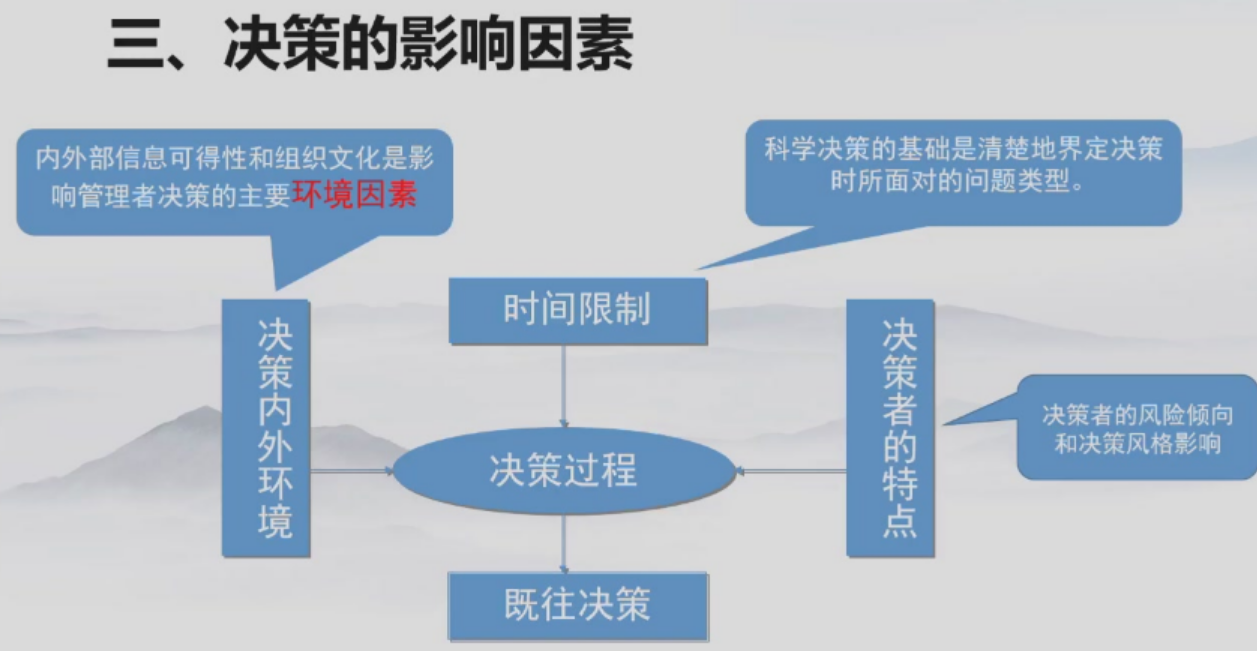 三、决策的影响因素
内外部信息可得性和组织文化是影
响管理者决策的主要环境因素
科学决策的基础是清楚地界定决策
时所面对的问题类型。
时间限制
决策内外环境
决策过程
决策者的特点
决策者的风险倾向
和决策风格影响
既往决策